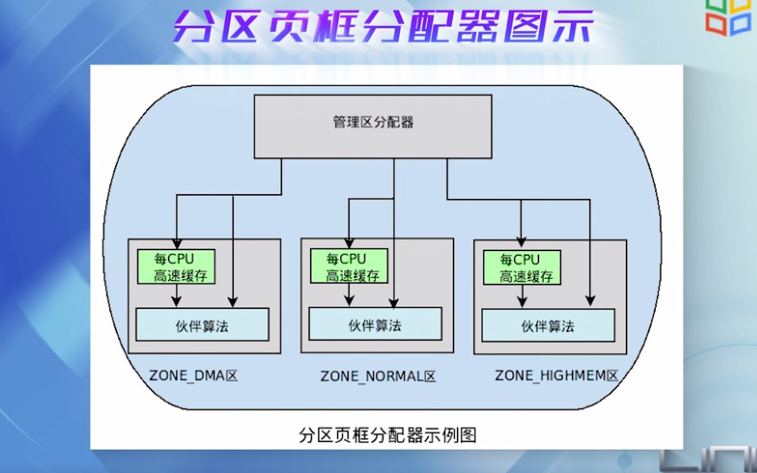 分区页框分配器图示
管理区分配器
每CPU
高速缓存
每CPU
高速缓存
每CPU
高速缓存
伙伴算法
伙伴算法
伙伴算法
ZONE_DMA区
ZONE_NORMAL区
ZONE_HIGHMEM区
分区页框分配器示例图